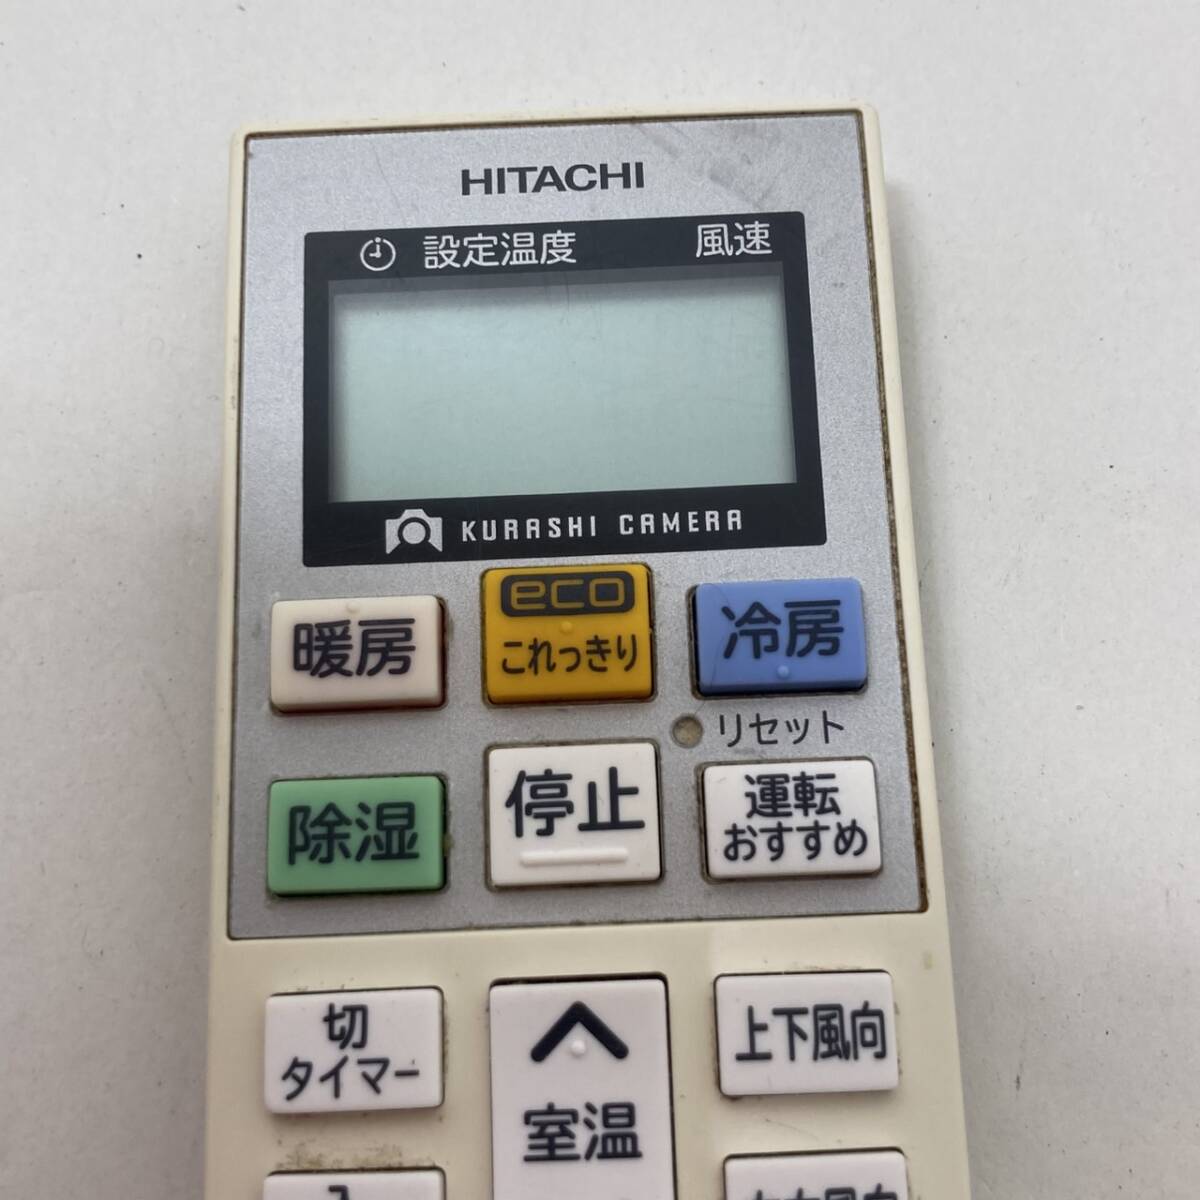 HITACHI
設定温度 風速
KURASHI CAMERA
暖房
eco
これっきり
冷房
リセット
除湿
停止
運転
おすすめ
切
タイマー
室温
上下風向